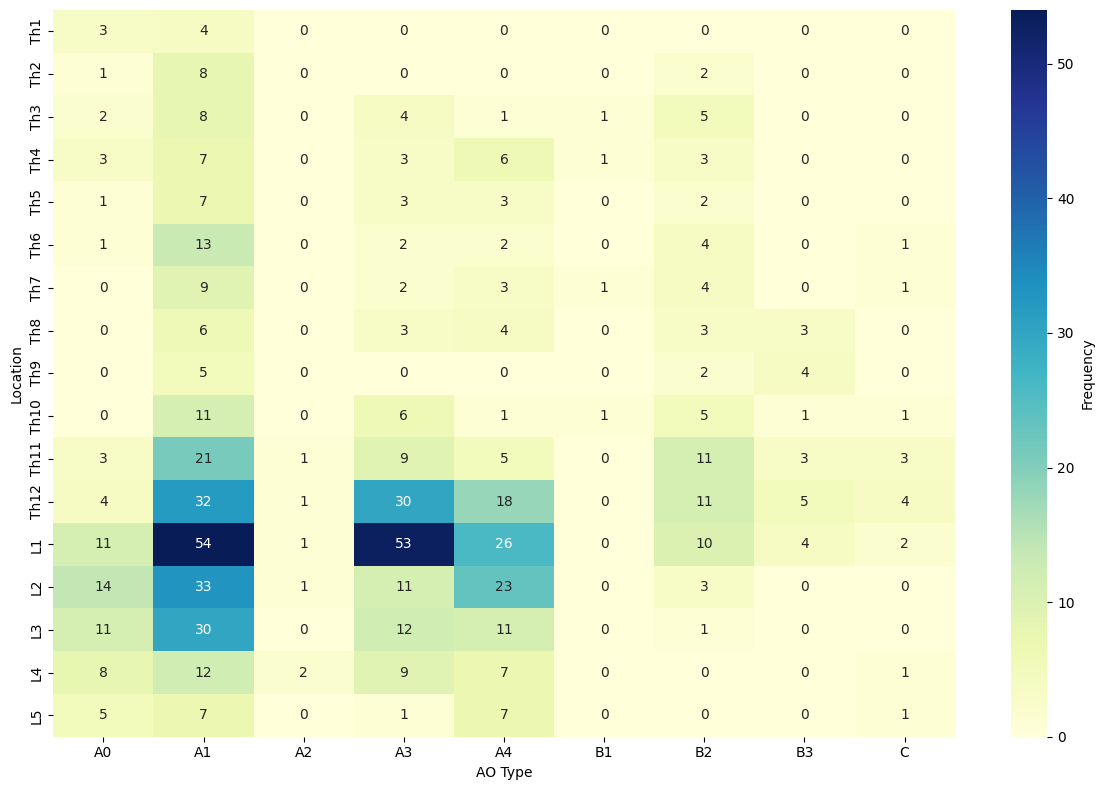 Th1 3 4 0 0 0 0 0 0 0
Th2 1 8 0 0 0 0 2 0 0
Th3 2 8 0 4 1 1 5 0 0
Th4 3 7 0 3 6 1 3 0 0
Th5 1 7 0 3 3 0 2 0 0
Th6 1 13 0 2 2 0 4 0 1
Th7 0 9 0 2 3 1 4 0 1
Th8 0 6 0 3 4 0 3 3 0
Th9 0 5 0 0 0 0 2 4 0
Th10 0 11 0 6 1 1 5 1 1
Th11 3 21 1 9 5 0 11 3 3
Th12 4 32 1 30 18 0 11 5 4
L1 11 54 1 53 26 0 10 4 2
L2 14 33 1 11 23 0 3 0 0
L3 11 30 0 12 11 0 1 0 0
L4 8 12 2 9 7 0 0 0 1
L5 5 7 0 1 7 0 0 0 1
A0 A1 A2 A3 A4 B1 B2 B3 C
AO Type
Location
50
40
30
20
10
0
Frequency